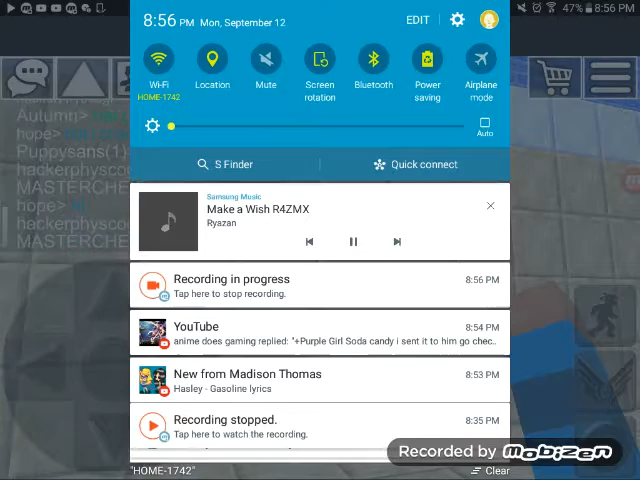 47% 8:56 PM
8:56 PM Mon, September 12
EDIT
Wi-Fi
HOME-1742
Location
Mute
Screen
rotation
Bluetooth
Power
saving
Airplane
mode
Auto
S Finder
Quick connect
Autumn>
hope>
Puppysans(1)
hackerphysco
MASTERCHE
hope>
hackerphysco
MASTERCHE
Samsung Music
Make a Wish R4ZMX
Ryazan
Recording in progress
8:56 PM
Tap here to stop recording.
YouTube
8:54 PM
anime does gaming replied: "+Purple Girl Soda candy i sent it to him go chec..
New from Madison Thomas
8:53 PM
Hasley - Gasoline lyrics
Recording stopped.
8:35 PM
Tap here to watch the recording.
Recorded by mobizen
"HOME-1742"
Clear